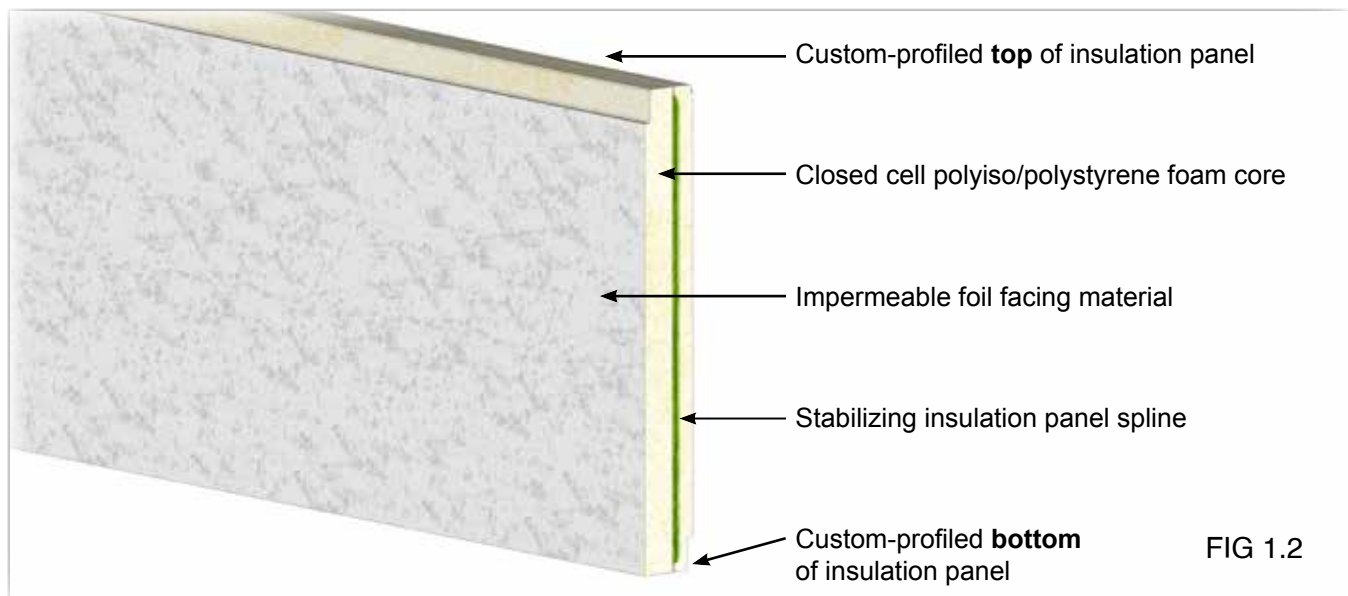 Custom-profiled top of insulation panel
Closed cell polyiso/polystyrene foam core
Impermeable foil facing material
Stabilizing insulation panel spline
Custom-profiled bottom
of insulation panel
FIG 1.2